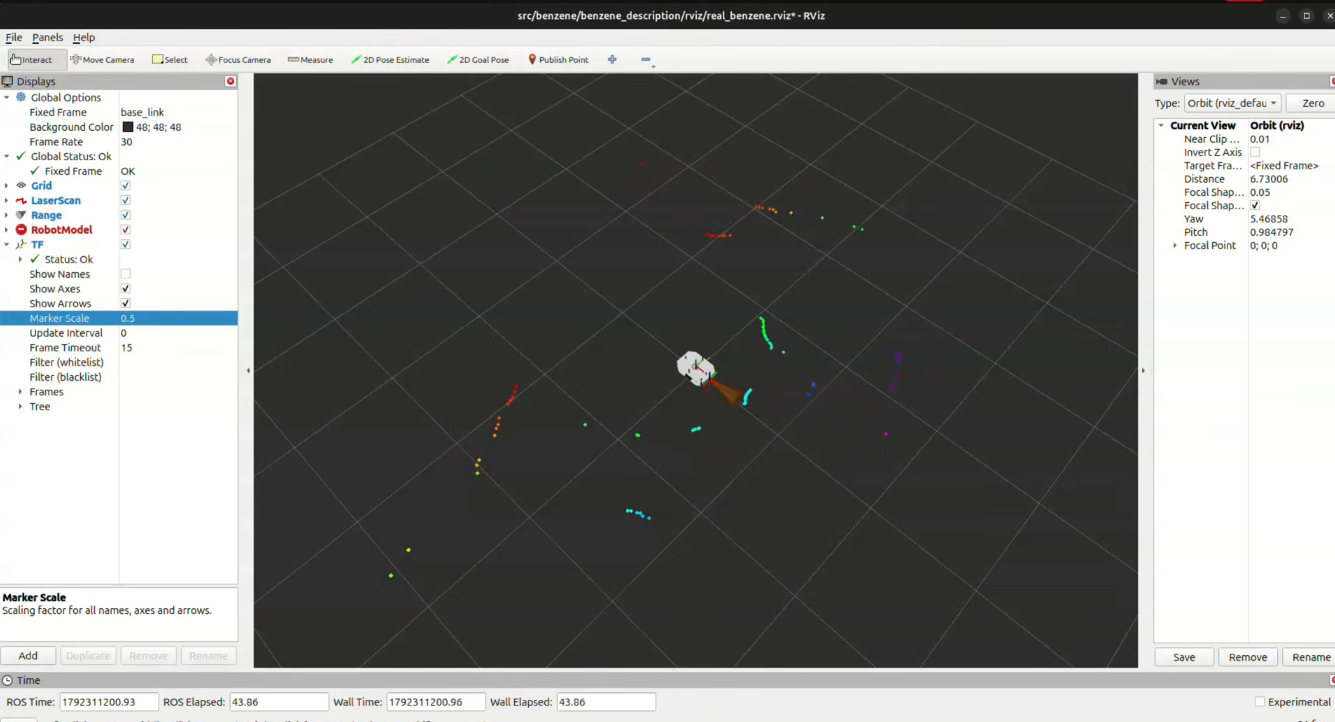 src/benzene/benzene_description/rviz/real_benzene.rviz* - RViz
File Panels Help
Interact Move Camera Select Focus Camera Measure 2D Pose Estimate 2D Goal Pose Publish Point
Displays
Global Options
Fixed Frame base_link
Background Color 48; 48; 48
Frame Rate 30
Global Status: Ok
Fixed Frame OK
Grid
LaserScan
Range
RobotModel
TF
Status: Ok
Show Names
Show Axes
Show Arrows
Marker Scale 0.5
Update Interval 0
Frame Timeout 15
Filter (whitelist)
Filter (blacklist)
Frames
Tree
Marker Scale
Scaling factor for all names, axes and arrows.
Add Duplicate Remove Rename
Views
Type: Orbit (rviz_defau Zero
Current View Orbit (rviz)
Near Clip ... 0.01
Invert Z Axis
Target Fra... <Fixed Frame>
Distance 6.73006
Focal Shap... 0.05
Focal Shap...
Yaw 5.46858
Pitch 0.984797
Focal Point 0; 0; 0
Save Remove Rename
Time
ROS Time: 1792311200.93 ROS Elapsed: 43.86 Wall Time: 1792311200.96 Wall Elapsed: 43.86 Experimental